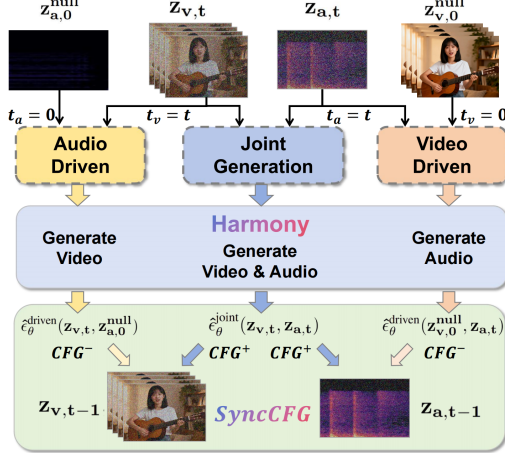 z_{a,0}^{null} z_{v,t} z_{a,t} z_{v,0}^{null}
t_a = 0 t_v = t t_a = t t_v = 0
Audio Driven
Joint Generation
Video Driven
Harmony
Generate Video
Generate Video & Audio
Generate Audio
ε̂_θ^{driven}(z_{v,t}, z_{a,0}^{null}) ε̂_θ^{joint}(z_{v,t}, z_{a,t}) ε̂_θ^{driven}(z_{v,0}^{null}, z_{a,t})
CFG⁻ CFG⁺ CFG⁺ CFG⁻
z_{v,t−1} SyncCFG z_{a,t−1}